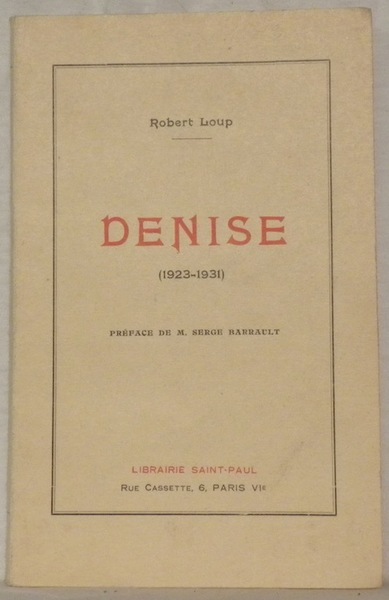 Robert Loup
DENISE
(1923-1931)
PRÉFACE DE M. SERGE BARRAULT
LIBRAIRIE SAINT-PAUL
RUE CASSETTE, 6, PARIS VIE